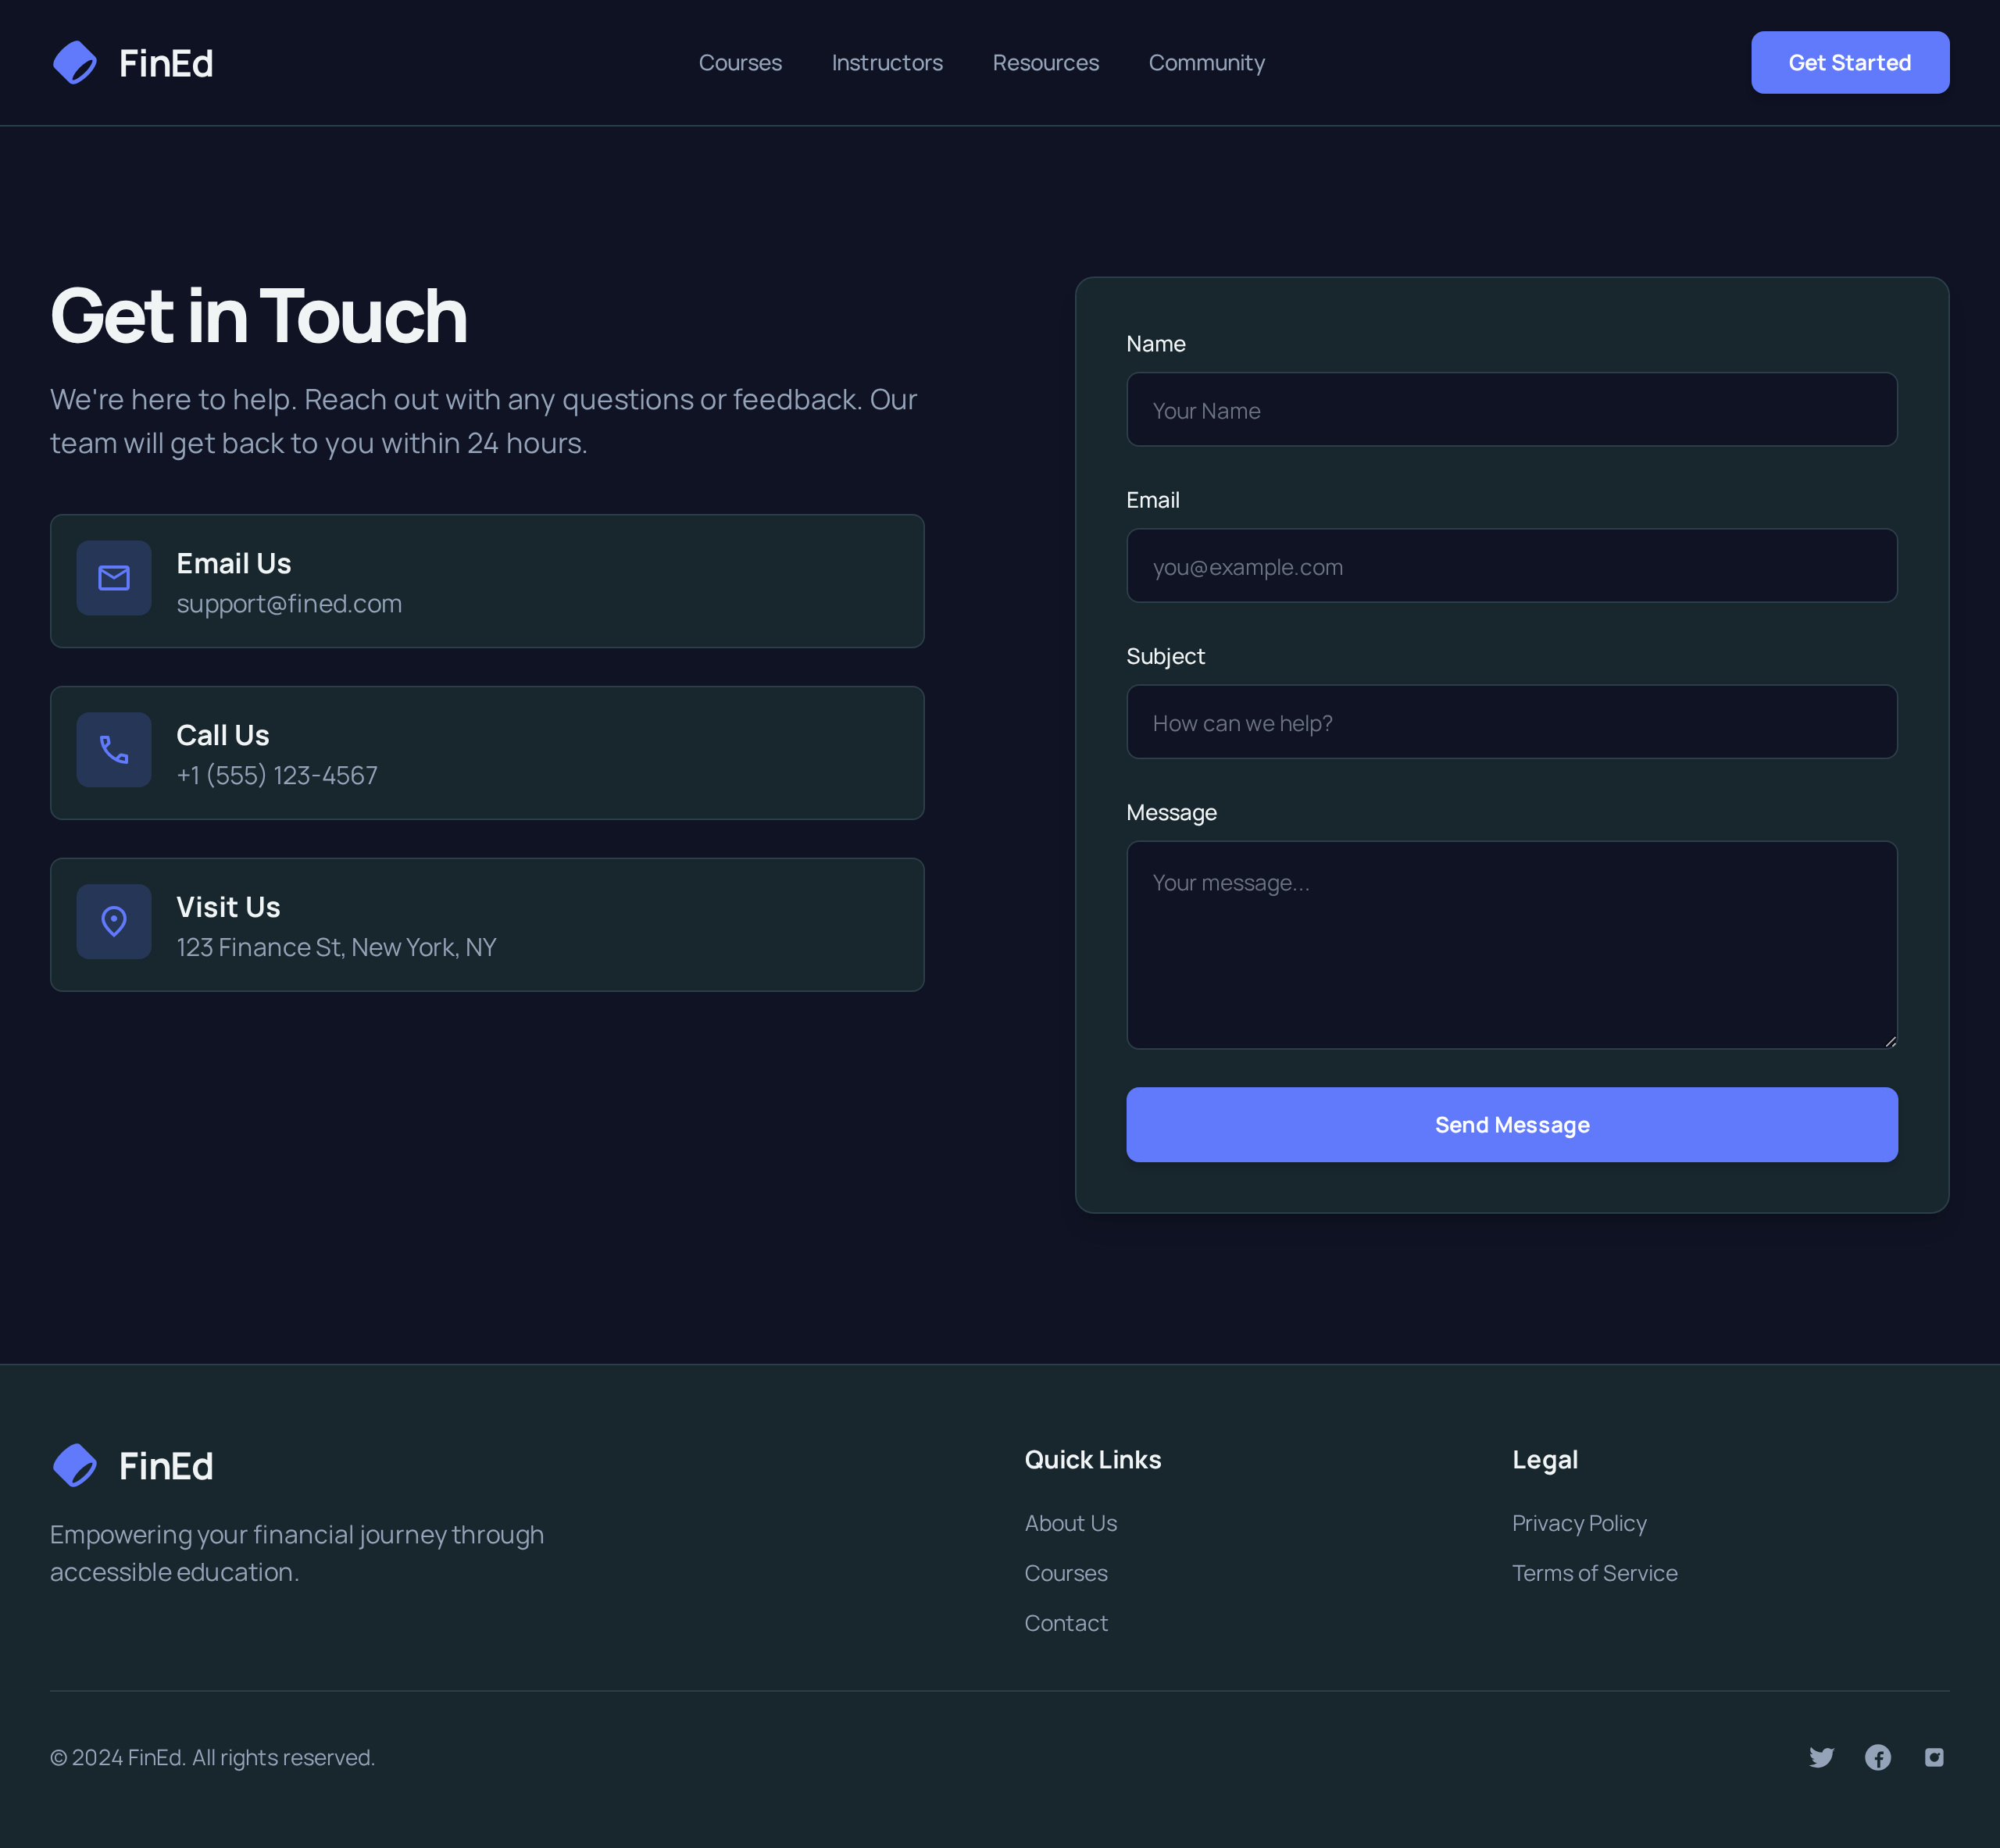 FinEd
Courses
Instructors
Resources
Community
Get Started
Get in Touch
We're here to help. Reach out with any questions or feedback. Our
team will get back to you within 24 hours.
Email Us
support@fined.com
Call Us
+1 (555) 123-4567
Visit Us
123 Finance St, New York, NY
Name
Your Name
Email
you@example.com
Subject
How can we help?
Message
Your message...
Send Message
FinEd
Empowering your financial journey through
accessible education.
Quick Links
About Us
Courses
Contact
Legal
Privacy Policy
Terms of Service
© 2024 FinEd. All rights reserved.